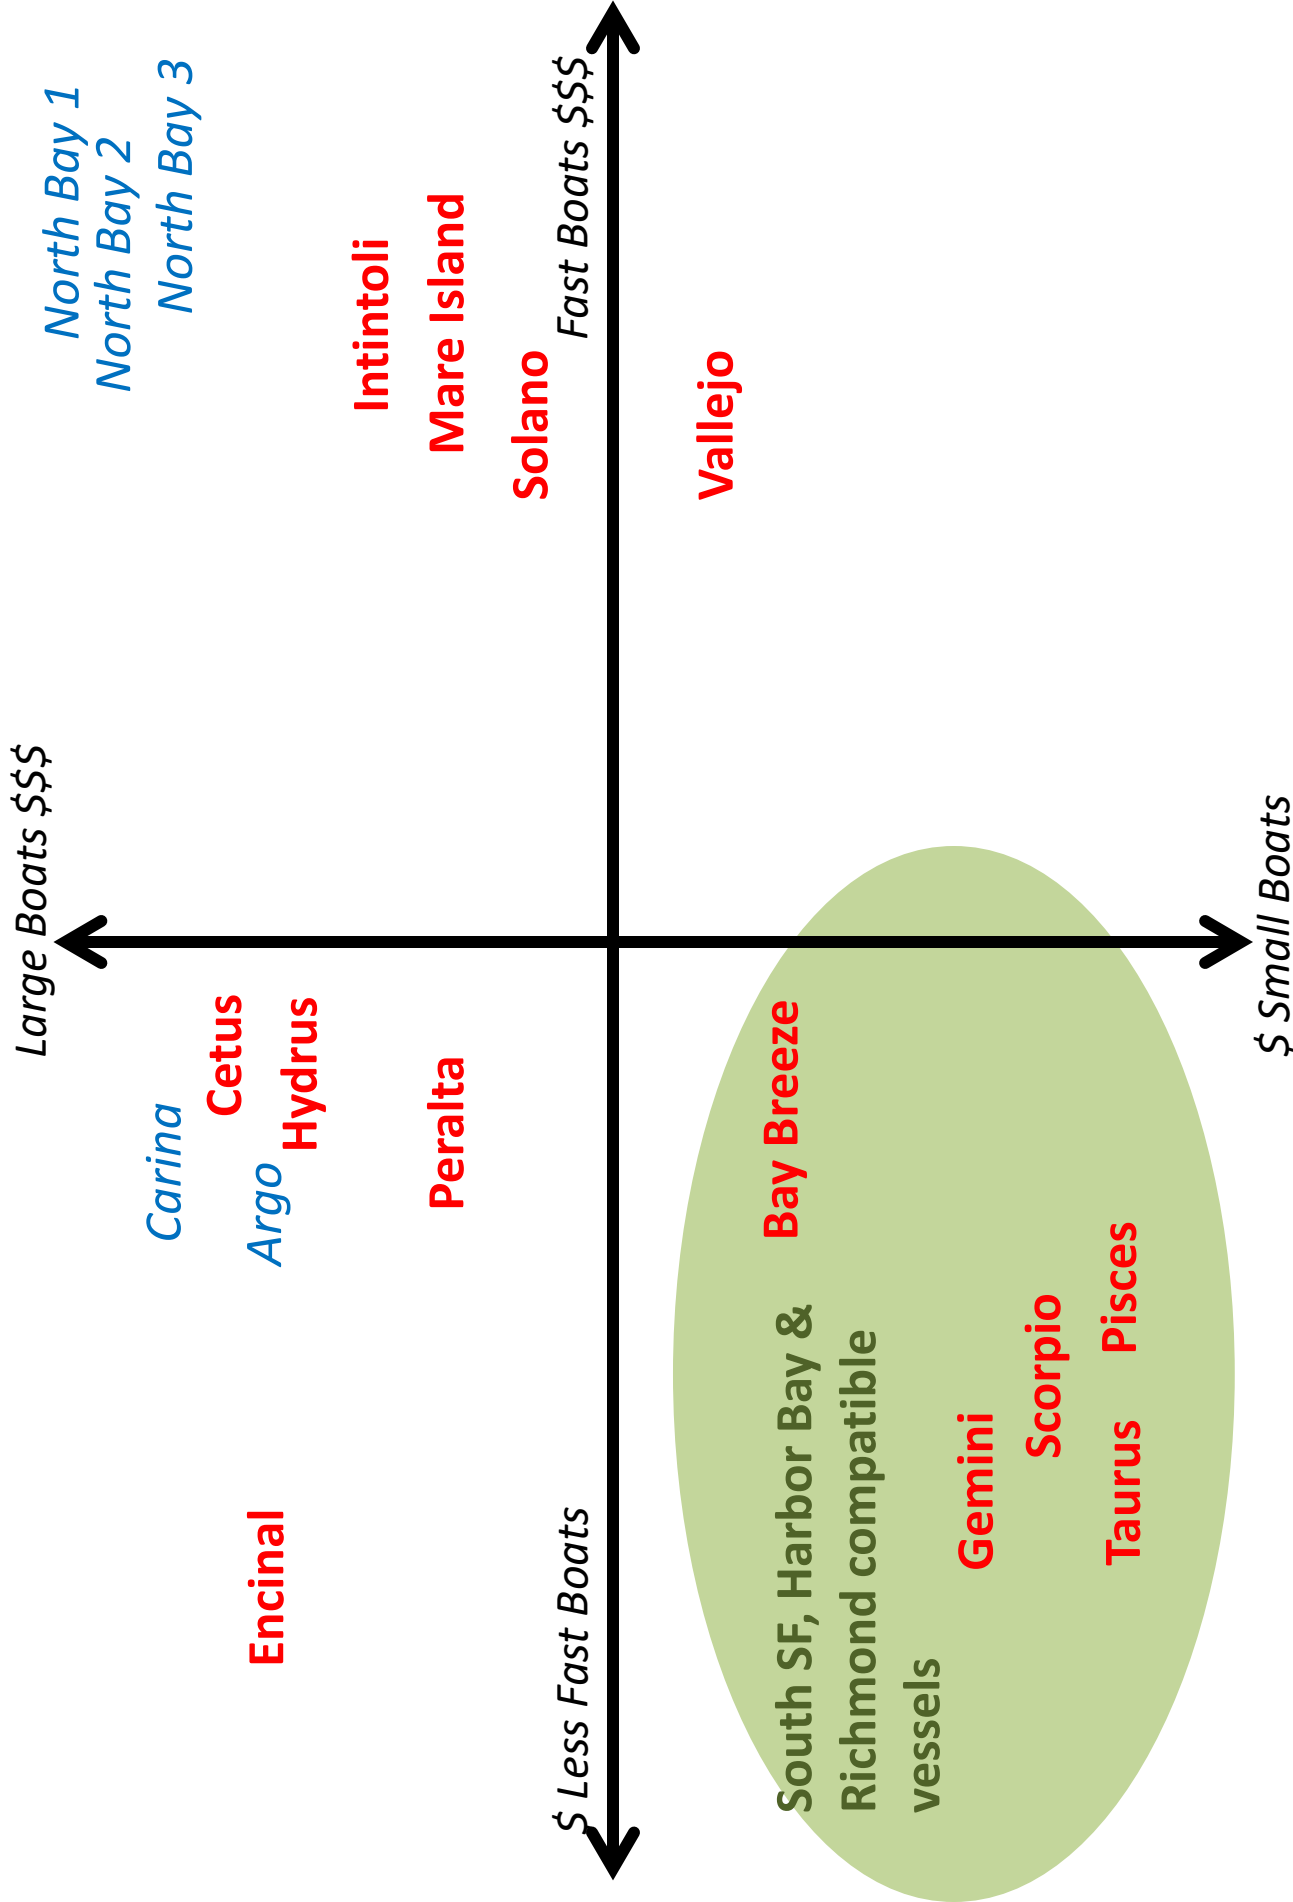 Large Boats $$$
North Bay 1
North Bay 2
North Bay 3
Carina
Cetus
Argo
Hydrus
Encinal
Intintoli
Mare Island
Peralta
Solano
$ Less Fast Boats
Fast Boats $$$
Vallejo
Bay Breeze
South SF, Harbor Bay &
Richmond compatible
vessels
Gemini
Scorpio
Taurus
Pisces
$ Small Boats